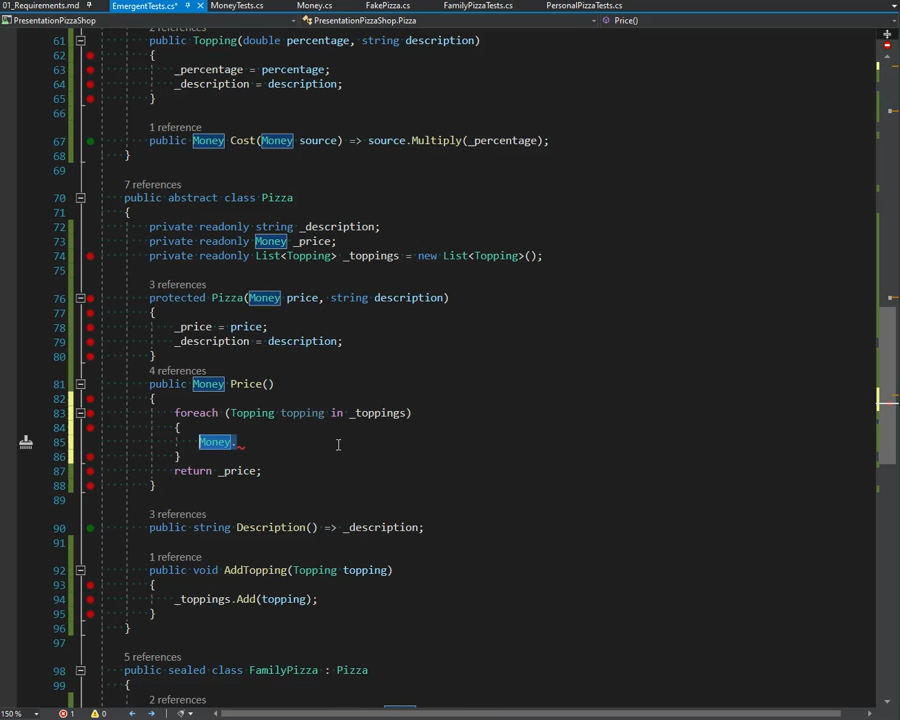 01_Requirements.md EmergentTests.cs* MoneyTests.cs Money.cs FakePizza.cs FamilyPizzaTests.cs PersonalPizzaTests.cs
PresentationPizzaShop PresentationPizzaShop.Pizza Price()
2 references
61 public Topping(double percentage, string description)
62 {
63 _percentage = percentage;
64 _description = description;
65 }
66
1 reference
67 public Money Cost(Money source) => source.Multiply(_percentage);
68 }
69
7 references
70 public abstract class Pizza
71 {
72 private readonly string _description;
73 private readonly Money _price;
74 private readonly List<Topping> _toppings = new List<Topping>();
75
3 references
76 protected Pizza(Money price, string description)
77 {
78 _price = price;
79 _description = description;
80 }
4 references
81 public Money Price()
82 {
83 foreach (Topping topping in _toppings)
84 {
85 Money.
86 }
87 return _price;
88 }
89
3 references
90 public string Description() => _description;
91
1 reference
92 public void AddTopping(Topping topping)
93 {
94 _toppings.Add(topping);
95 }
96 }
97
5 references
98 public sealed class FamilyPizza : Pizza
99 {
2 references
150 % 1 0